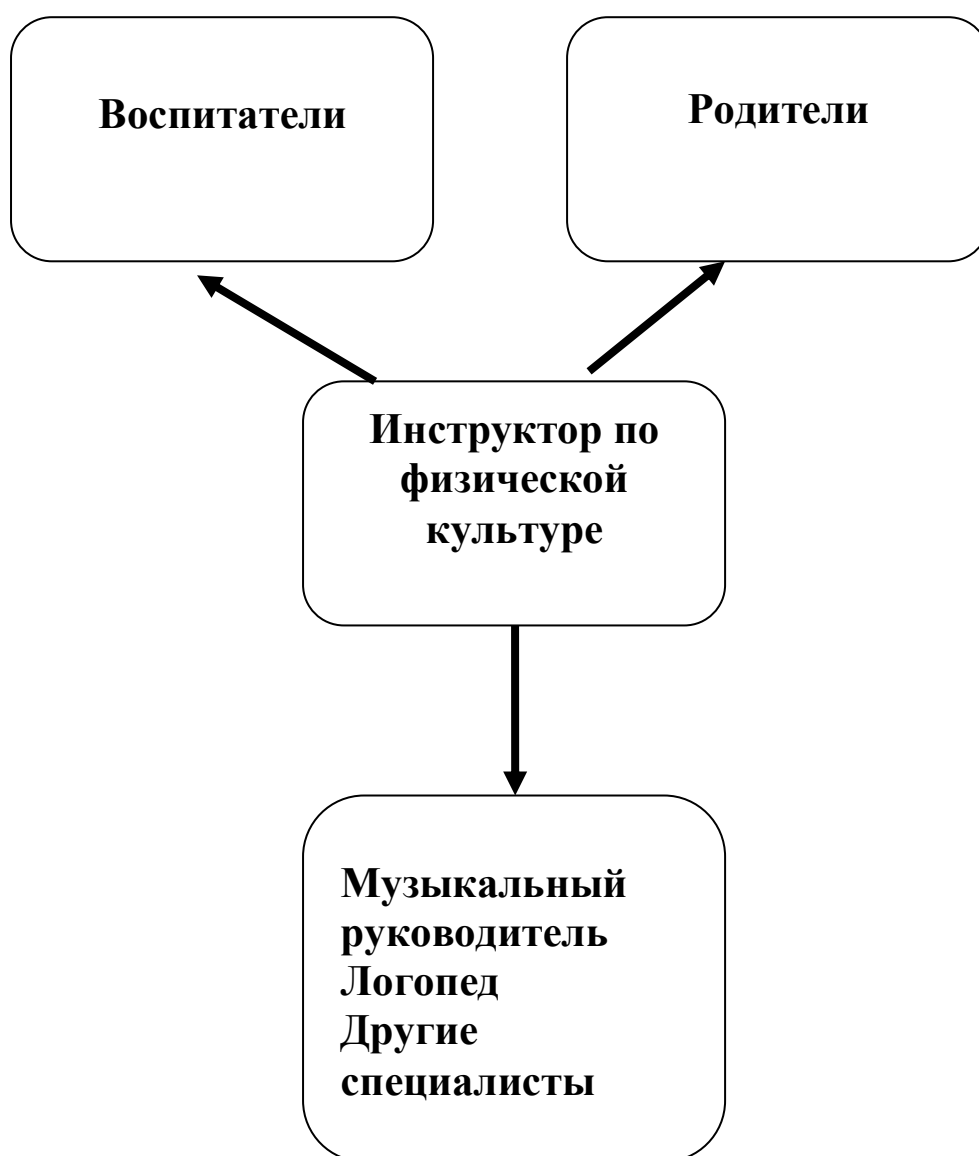 Воспитатели
Родители
Инструктор по
физической
культуре
Музыкальный
руководитель
Логопед
Другие
специалисты